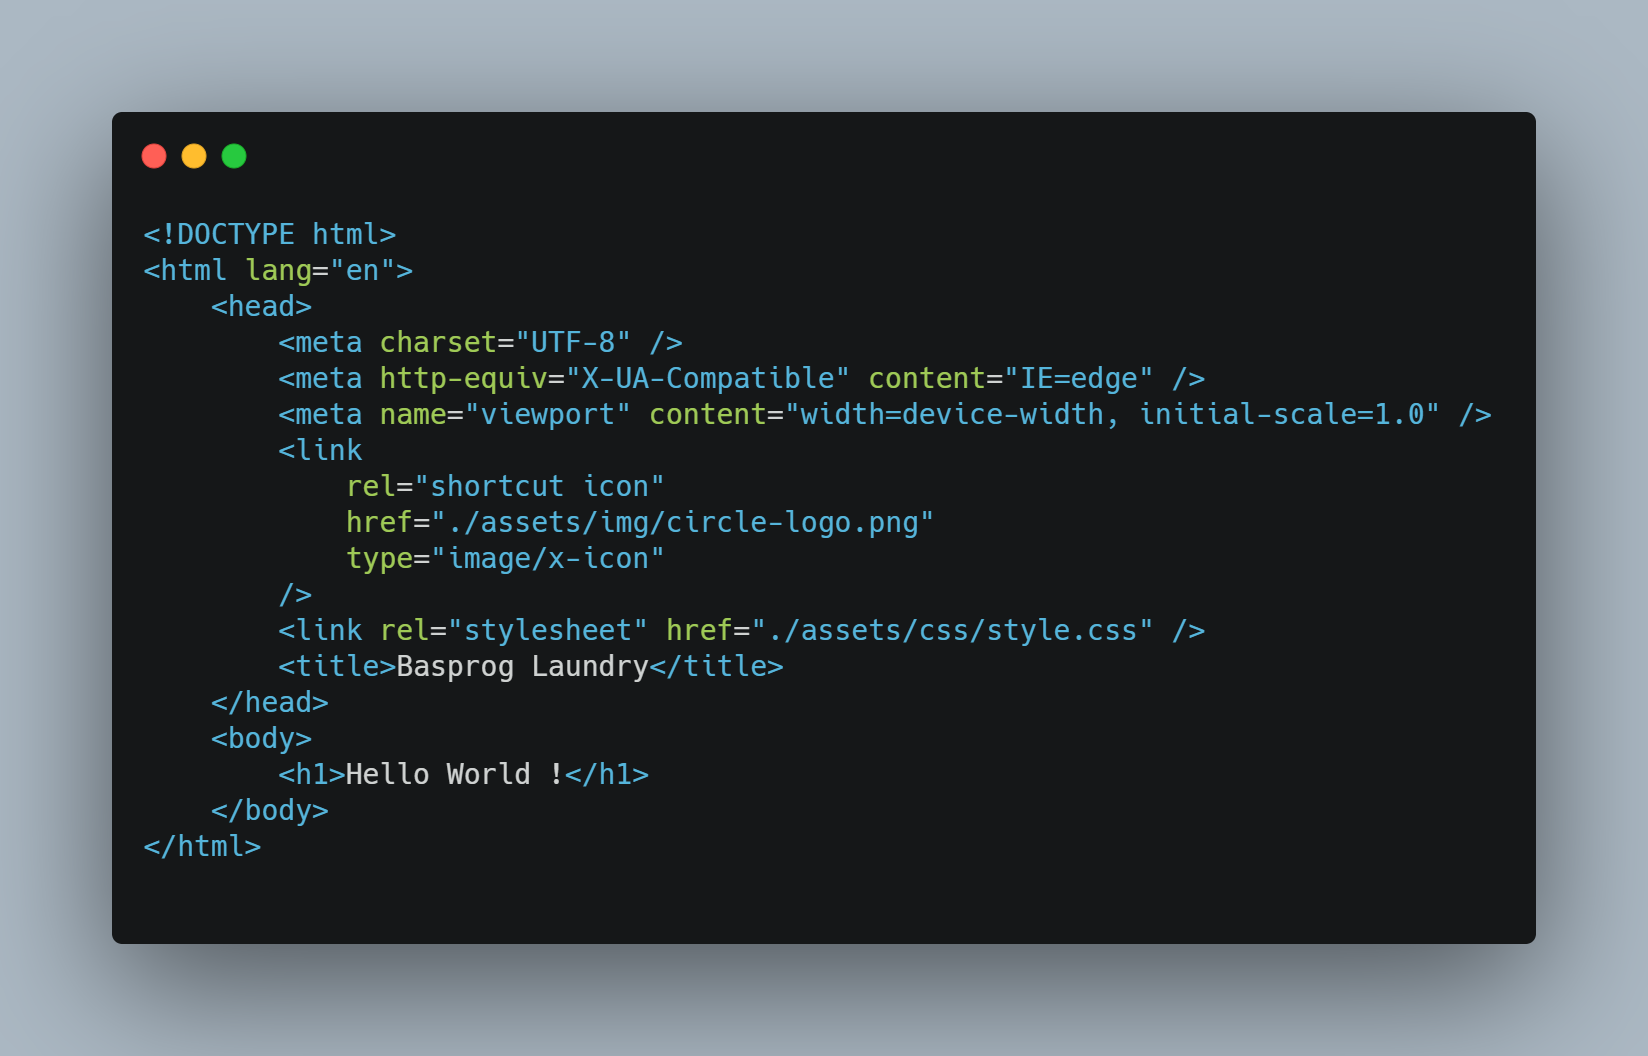 <!DOCTYPE html>
<html lang="en">
    <head>
        <meta charset="UTF-8" />
        <meta http-equiv="X-UA-Compatible" content="IE=edge" />
        <meta name="viewport" content="width=device-width, initial-scale=1.0" />
        <link
            rel="shortcut icon"
            href="./assets/img/circle-logo.png"
            type="image/x-icon"
        />
        <link rel="stylesheet" href="./assets/css/style.css" />
        <title>Basprog Laundry</title>
    </head>
    <body>
        <h1>Hello World !</h1>
    </body>
</html>